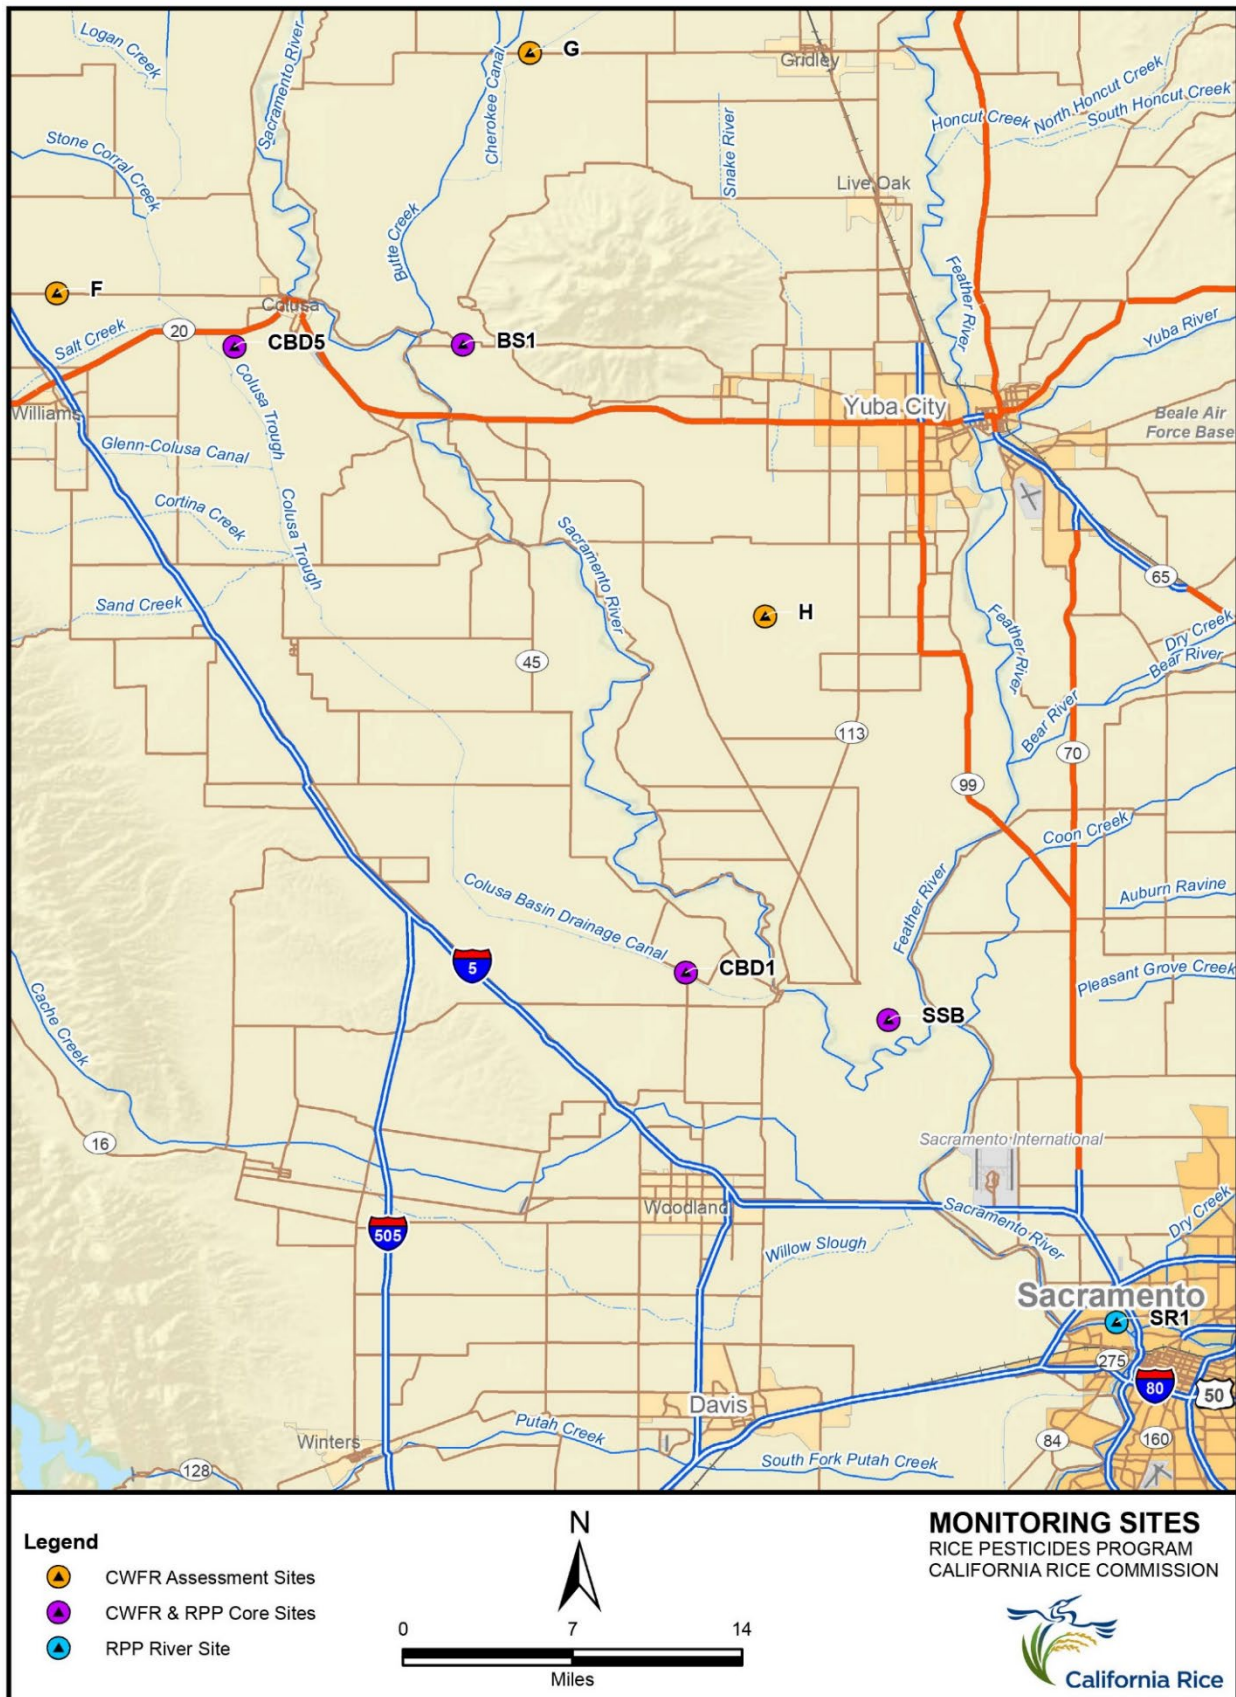 Logan Creek
Sacramento River
Cherokee Canal
G
Gridley
Honcut Creek
North Honcut Creek
South Honcut Creek
Stone Corral Creek
Snake River
Live Oak
Butte Creek
F
Colusa
Feather River
Salt Creek
20
CBD5
BS1
Yuba River
Williams
Colusa Trough
Yuba City
Beale Air
Force Base
Glenn-Colusa Canal
Cortina Creek
Colusa Trough
Sacramento River
65
Sand Creek
H
Feather River
Dry Creek
Bear River
45
Bear River
113
70
99
Coon Creek
Colusa Basin Drainage Canal
Feather River
Auburn Ravine
5
CBD1
Pleasant Grove Creek
Cache Creek
SSB
16
Sacramento International
Woodland
505
Willow Slough
Sacramento River
Dry Creek
Sacramento
SR1
275
80
50
Davis
Winters
Putah Creek
84
160
128
South Fork Putah Creek
Legend
CWFR Assessment Sites
CWFR & RPP Core Sites
RPP River Site
N
0 7 14
Miles
MONITORING SITES
RICE PESTICIDES PROGRAM
CALIFORNIA RICE COMMISSION
California Rice